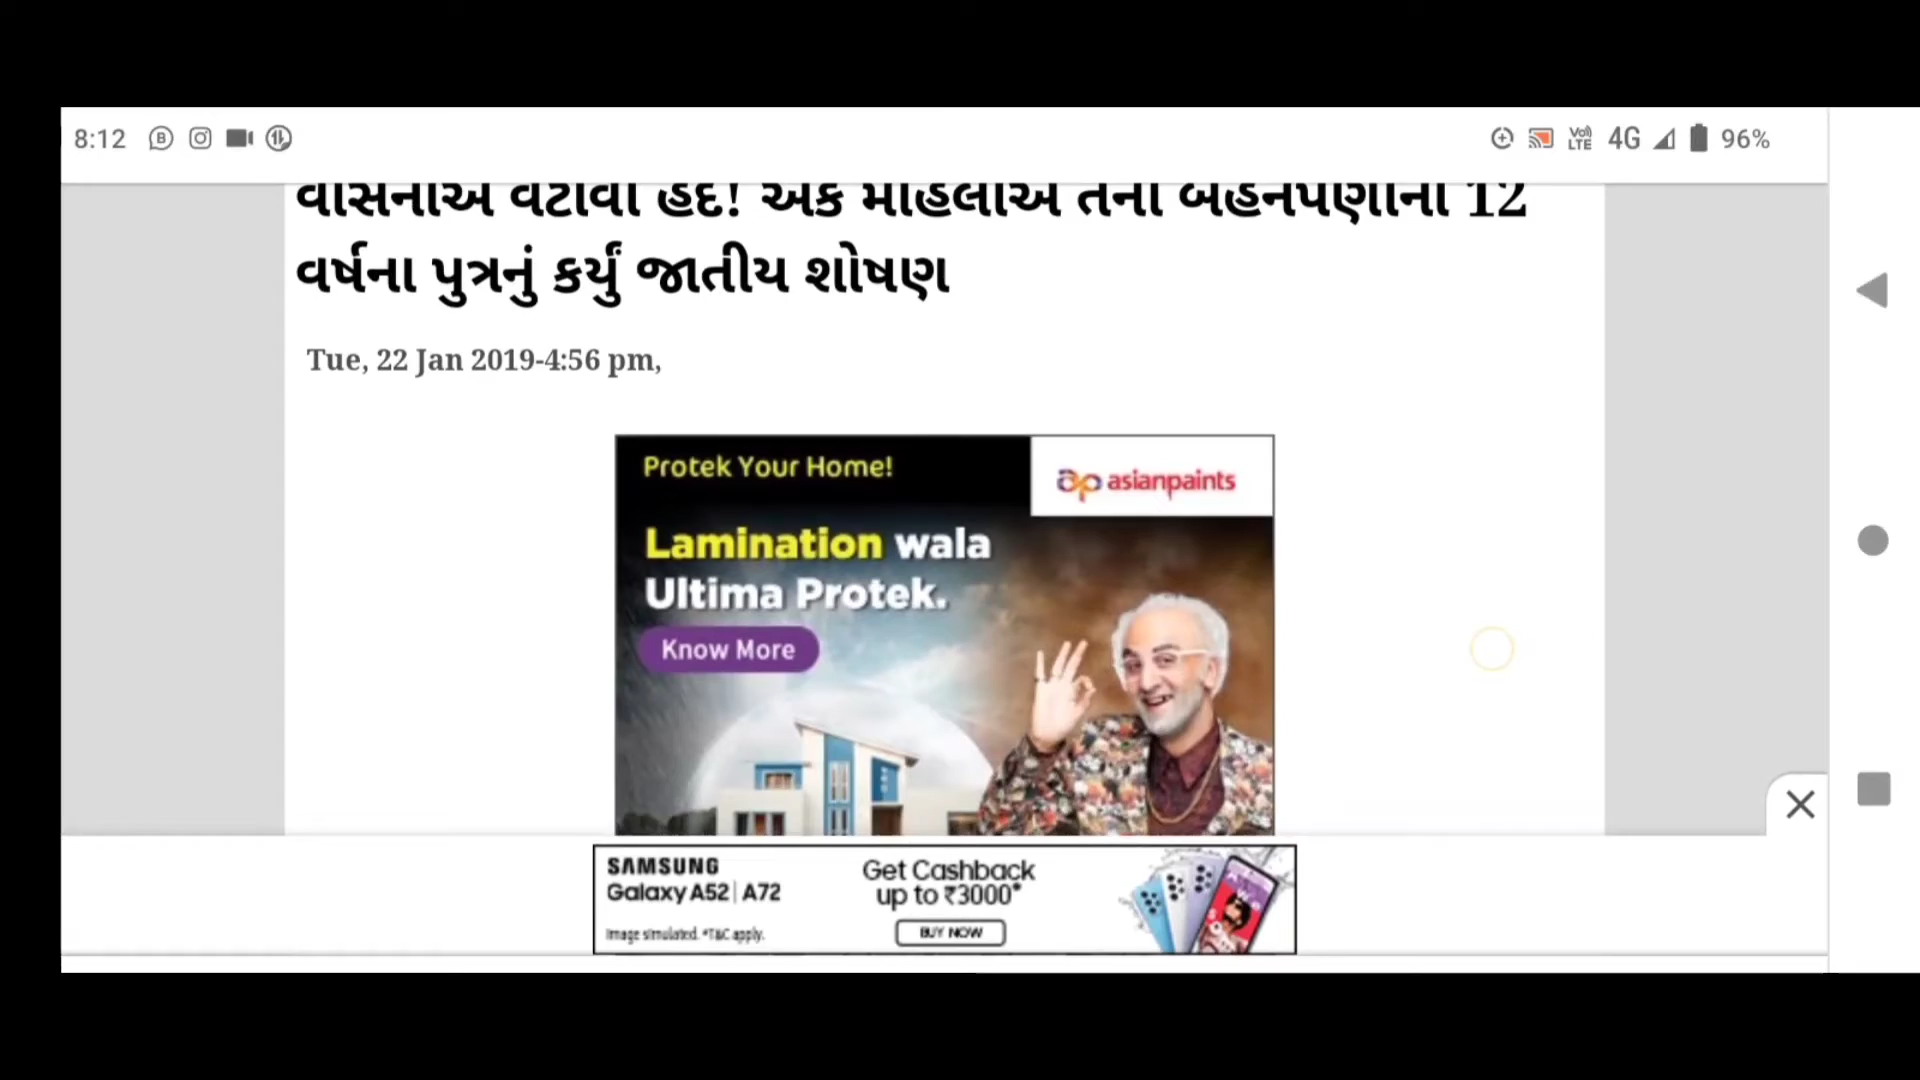 8:12
Vo) LTE 4G 96%
વાસનાએ વટાવી હદ! એક મહિલાએ તેની બહેનપણીના 12
વર્ષના પુત્રનું કર્યું જાતીય શોષણ
Tue, 22 Jan 2019-4:56 pm,
Protek Your Home!
asianpaints
Lamination wala
Ultima Protek.
Know More
SAMSUNG
Galaxy A52 | A72
Get Cashback
up to ₹3000*
Image simulated. *T&C apply.
BUY NOW